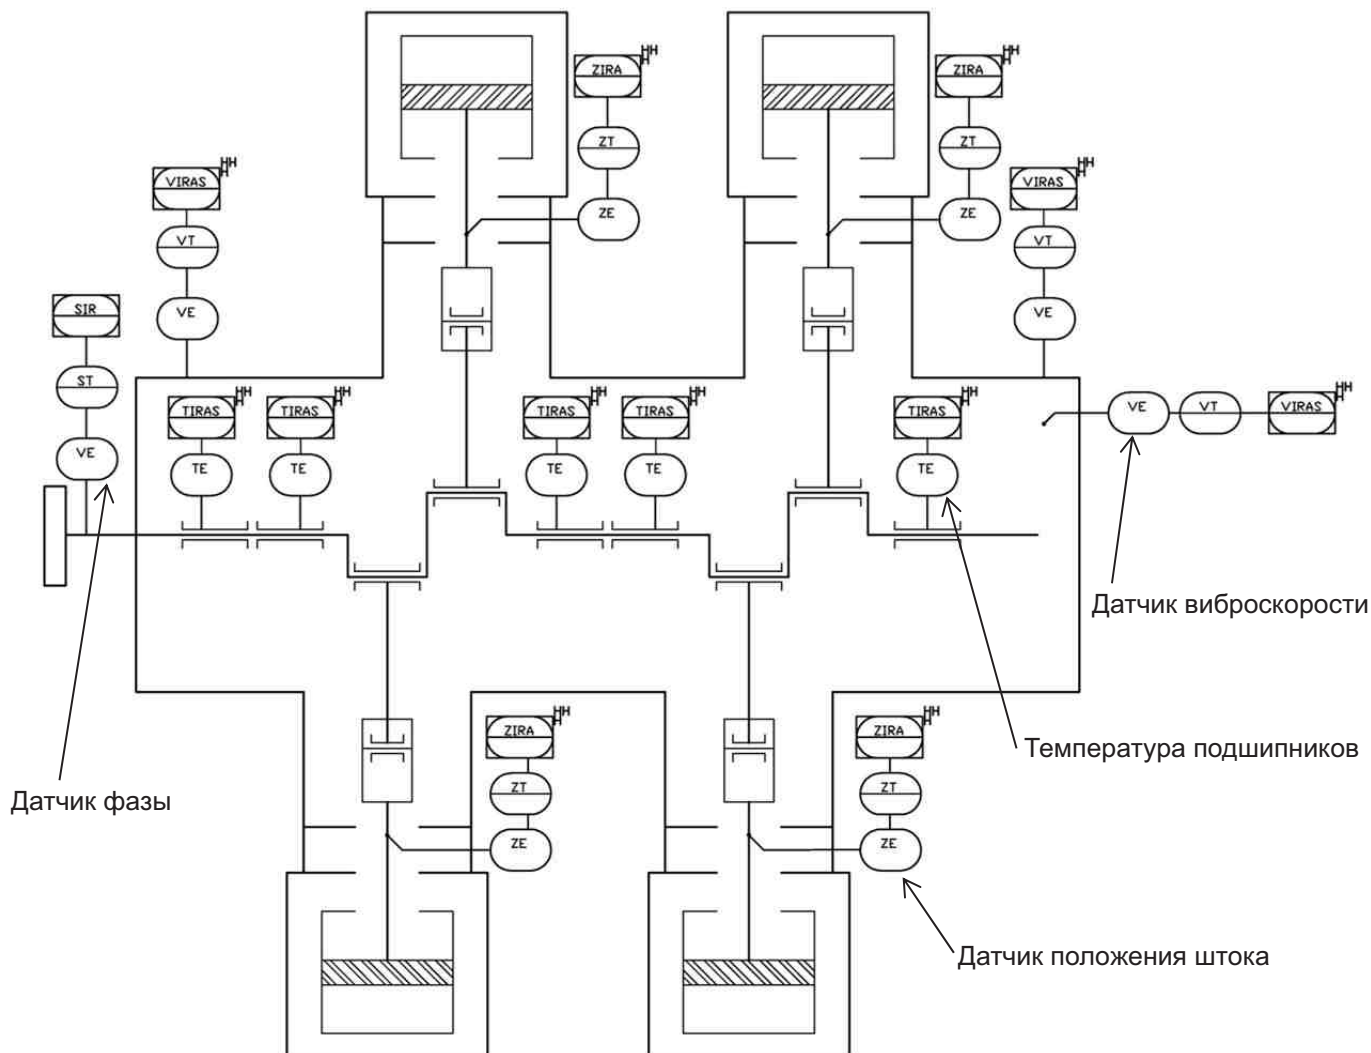 HH
H
ZIRA
ZT
ZE
HH
H
ZIRA
ZT
ZE
HH
H
VIRAS
VT
VE
HH
H
VIRAS
VT
VE
SIR
ST
VE
HH
H
TIRAS
TE
HH
H
TIRAS
TE
HH
H
TIRAS
TE
HH
H
TIRAS
TE
HH
H
TIRAS
TE
VE
VT
HH
H
VIRAS
Датчик виброскорости
Температура подшипников
Датчик фазы
HH
H
ZIRA
ZT
ZE
HH
H
ZIRA
ZT
ZE
Датчик положения штока